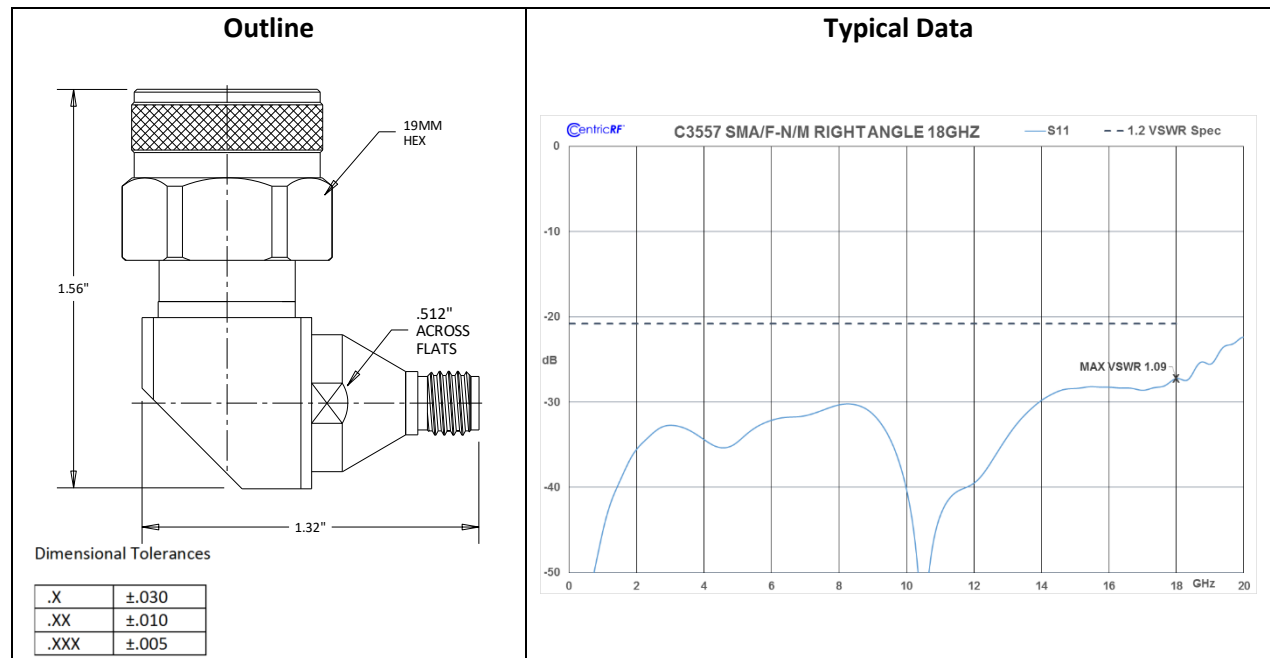 Outline
19MM
HEX
1.56"
.512"
ACROSS
FLATS
1.32"
Dimensional Tolerances
.X ±.030
.XX ±.010
.XXX ±.005
Typical Data
CentricRF™ C3557 SMA/F-N/M RIGHT ANGLE 18GHZ S11 1.2 VSWR Spec
0
-10
-20
dB
MAX VSWR 1.09
-30
-40
-50
0 2 4 6 8 10 12 14 16 18 GHz 20